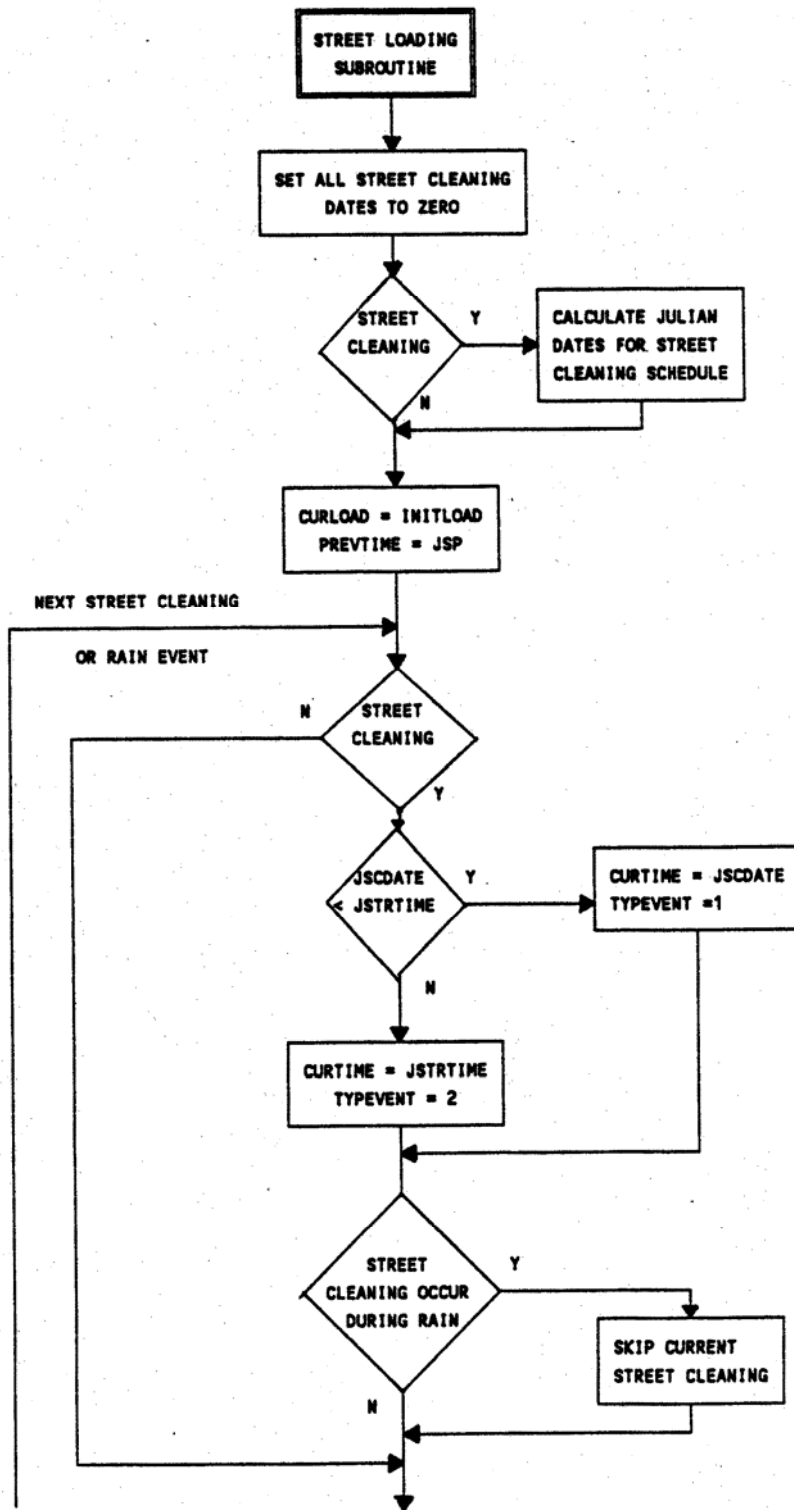 STREET LOADING
SUBROUTINE
SET ALL STREET CLEANING
DATES TO ZERO
STREET
CLEANING
Y
CALCULATE JULIAN
DATES FOR STREET
CLEANING SCHEDULE
N
CURLOAD = INITLOAD
PREVTIME = JSP
NEXT STREET CLEANING
OR RAIN EVENT
N
STREET
CLEANING
Y
JSCDATE
< JSTRTIME
Y
CURTIME = JSCDATE
TYPEVENT =1
N
CURTIME = JSTRTIME
TYPEVENT = 2
STREET
CLEANING OCCUR
DURING RAIN
Y
SKIP CURRENT
STREET CLEANING
N